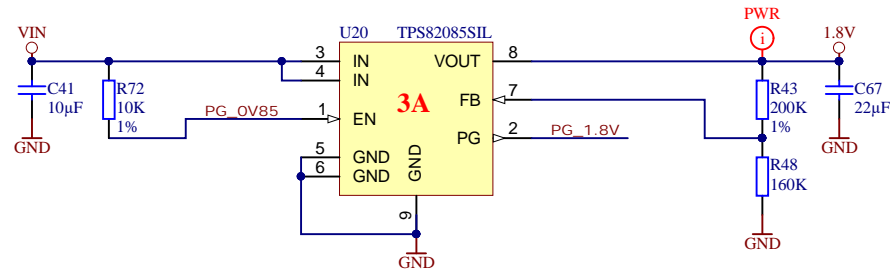 PWR
VIN
U20 TPS82085SIL
1.8V
3 IN
4 IN
VOUT 8
C41
10µF
R72
10K
1%
3A
FB 7
R43
200K
1%
C67
22µF
PG_0V85
1 EN
PG 2
PG_1.8V
GND
GND
5 GND
6 GND
GND
R48
160K
9
GND
GND